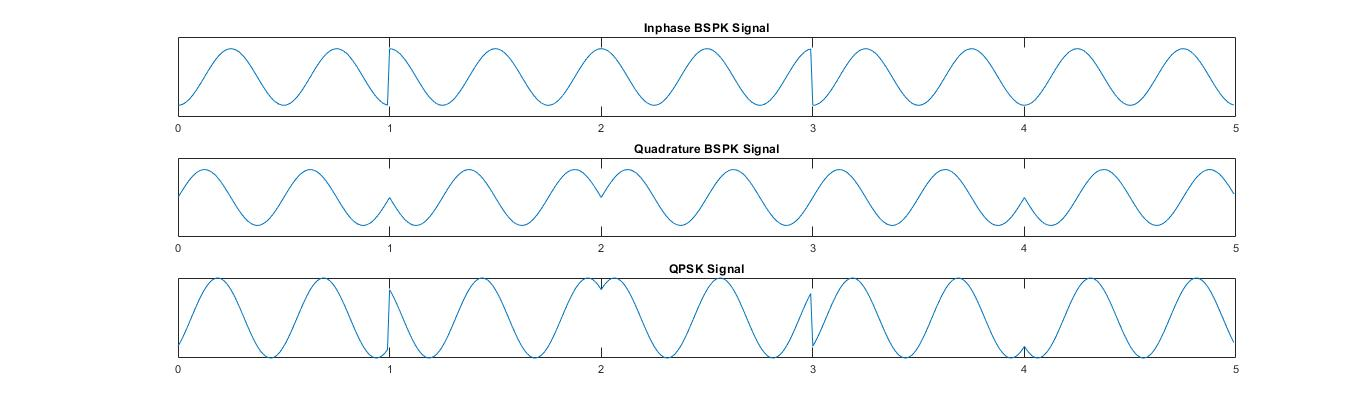 Inphase BSPK Signal
0 1 2 3 4 5
Quadrature BSPK Signal
0 1 2 3 4 5
QPSK Signal
0 1 2 3 4 5